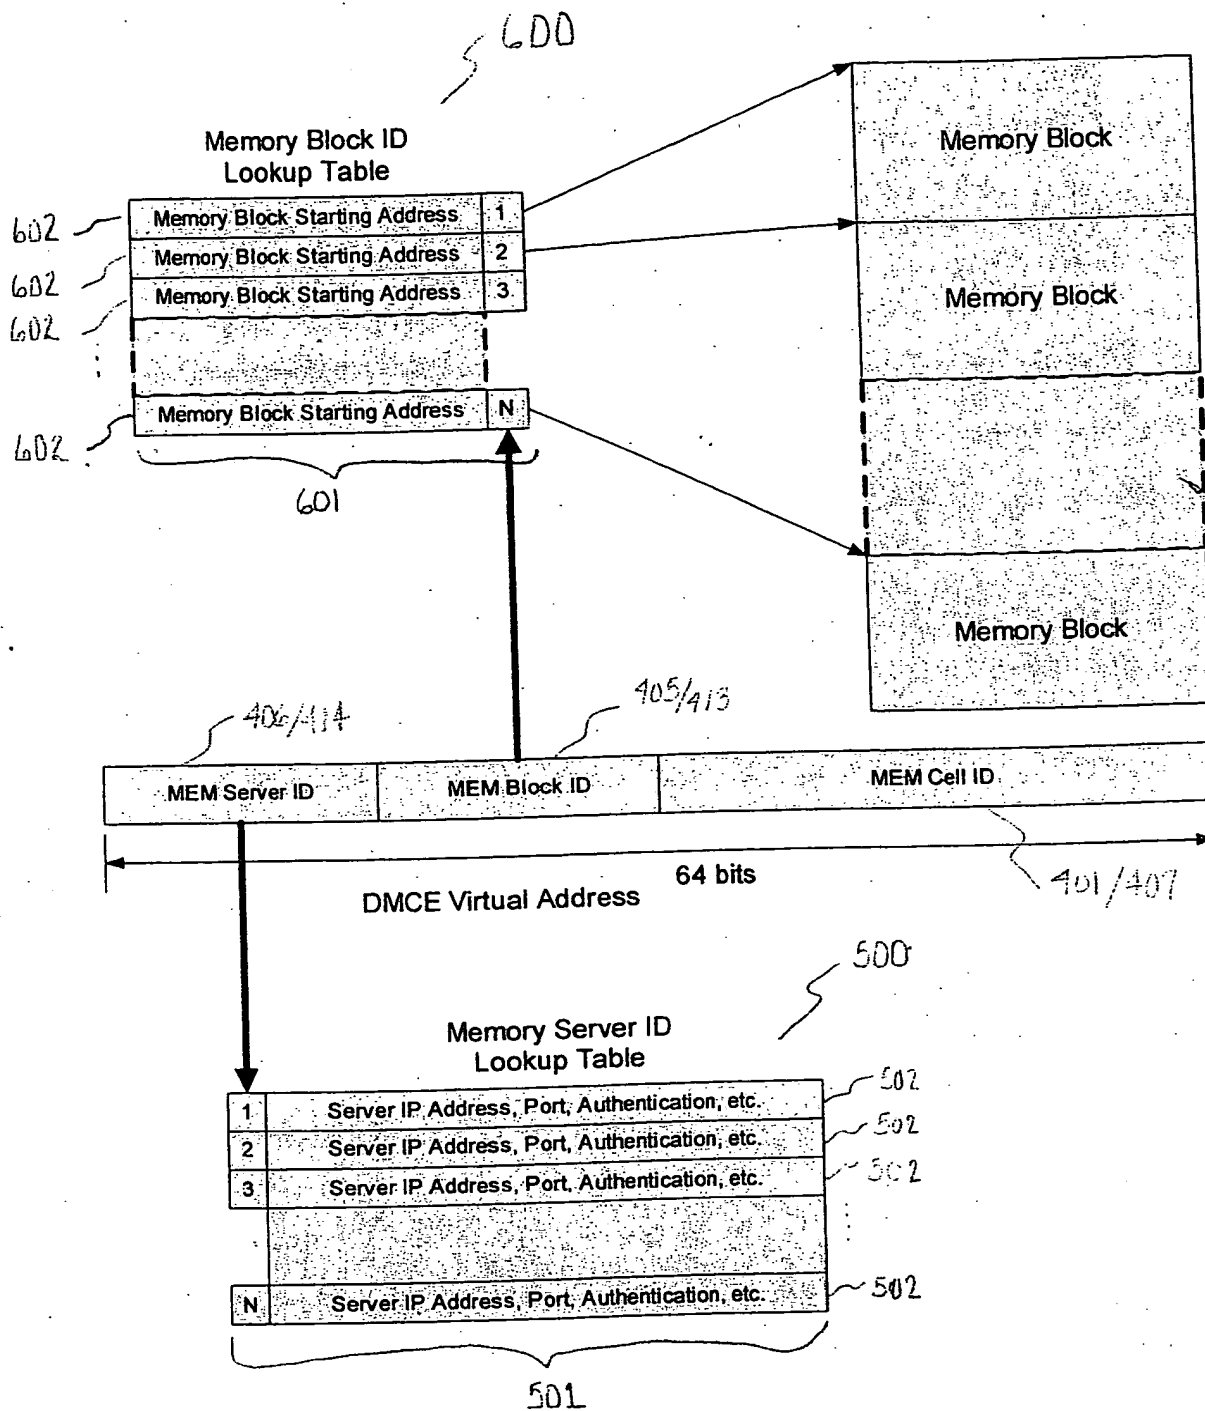 600
Memory Block ID
Lookup Table
Memory Block Starting Address 1
Memory Block Starting Address 2
Memory Block Starting Address 3
Memory Block Starting Address N
602
602
602
602
601
Memory Block
Memory Block
Memory Block
406/414
405/413
MEM Server ID MEM Block ID MEM Cell ID
64 bits
401/407
DMCE Virtual Address
500
Memory Server ID
Lookup Table
1 Server IP Address, Port, Authentication, etc. 502
2 Server IP Address, Port, Authentication, etc. 502
3 Server IP Address, Port, Authentication, etc. 502
N Server IP Address, Port, Authentication, etc. 502
501